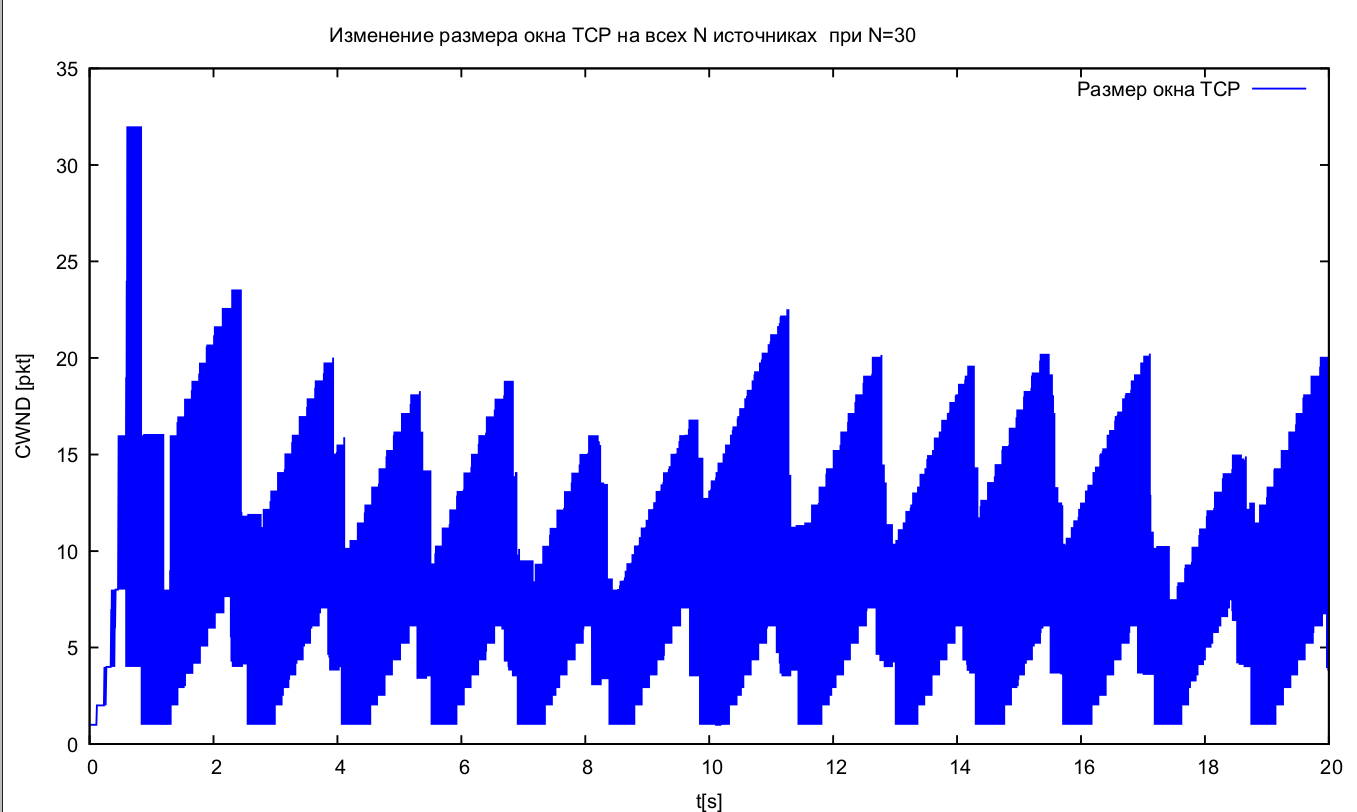 Изменение размера окна TCP на всех N источниках при N=30
Размер окна TCP
CWND [pkt]
35
30
25
20
15
10
5
0
0 2 4 6 8 10 12 14 16 18 20
t[s]